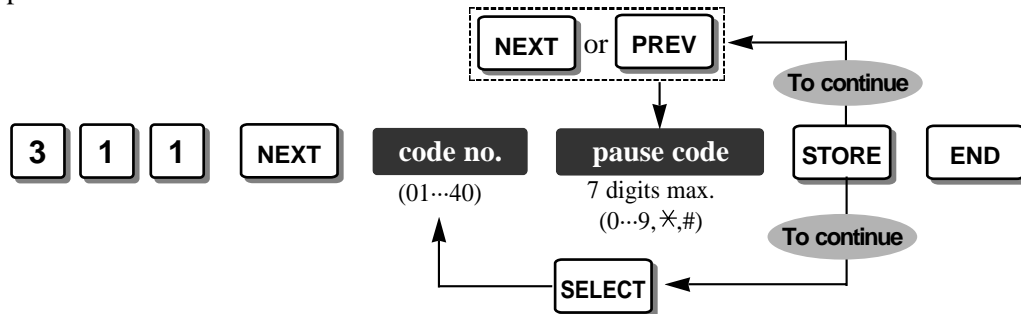 NEXT or PREV
To continue
3 1 1 NEXT code no. pause code STORE END
(01···40) 7 digits max.
(0···9,✳,#)
To continue
SELECT